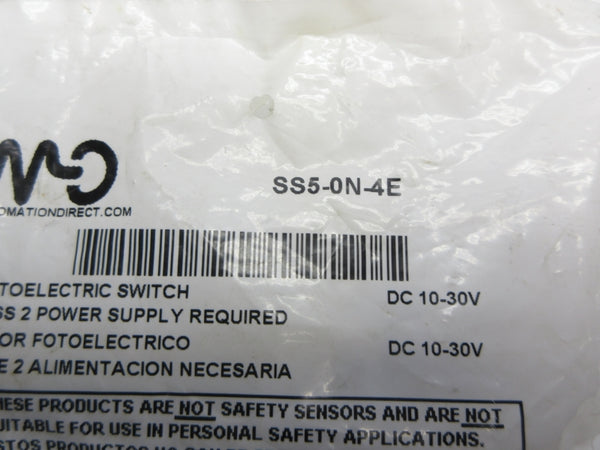 SS5-0N-4E
OMATIONDIRECT.COM
TOELECTRIC SWITCH DC 10-30V
SS 2 POWER SUPPLY REQUIRED
OR FOTOELECTRICO DC 10-30V
E 2 ALIMENTACION NECESARIA
HESE PRODUCTS ARE NOT SAFETY SENSORS AND ARE NOT
UITABLE FOR USE IN PERSONAL SAFETY APPLICATIONS.
STOS PRODUCTOS